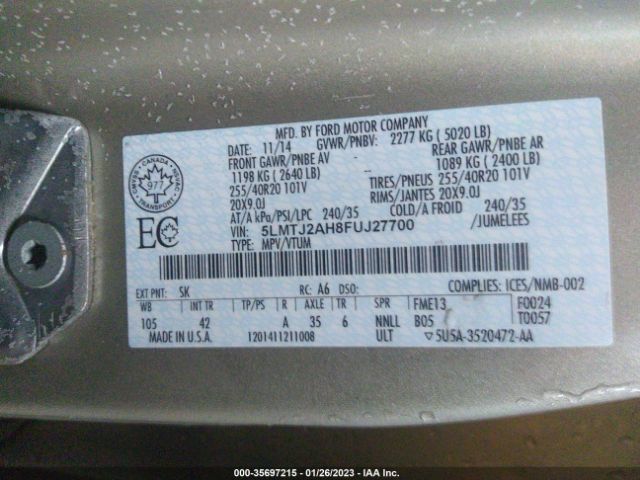 MFD. BY FORD MOTOR COMPANY
DATE: 11/14 GVWR/PNBV: 2277 KG ( 5020 LB)
FRONT GAWR/PNBE AV REAR GAWR/PNBE AR
1198 KG ( 2640 LB) 1089 KG ( 2400 LB)
255/40R20 101V TIRES/PNEUS 255/40R20 101V
20X9.0J RIMS/JANTES 20X9.0J
AT/A kPa/PSI/LPC 240/35 COLD/A FROID 240/35
VIN: 5LMTJ2AH8FUJ27700 /JUMELEES
TYPE: MPV/VTUM
CANADA
977
EC
EXT PNT: SK RC: A6 DSO: COMPLIES: ICES/NMB-002
WB INT TR TP/PS R AXLE TR SPR FME13 F0024
105 42 A 35 6 NNLL B05 T0057
MADE IN U.S.A. 1201411211008 ULT ▽5U5A-3520472-AA
000-35697215 - 01/26/2023 - IAA Inc.